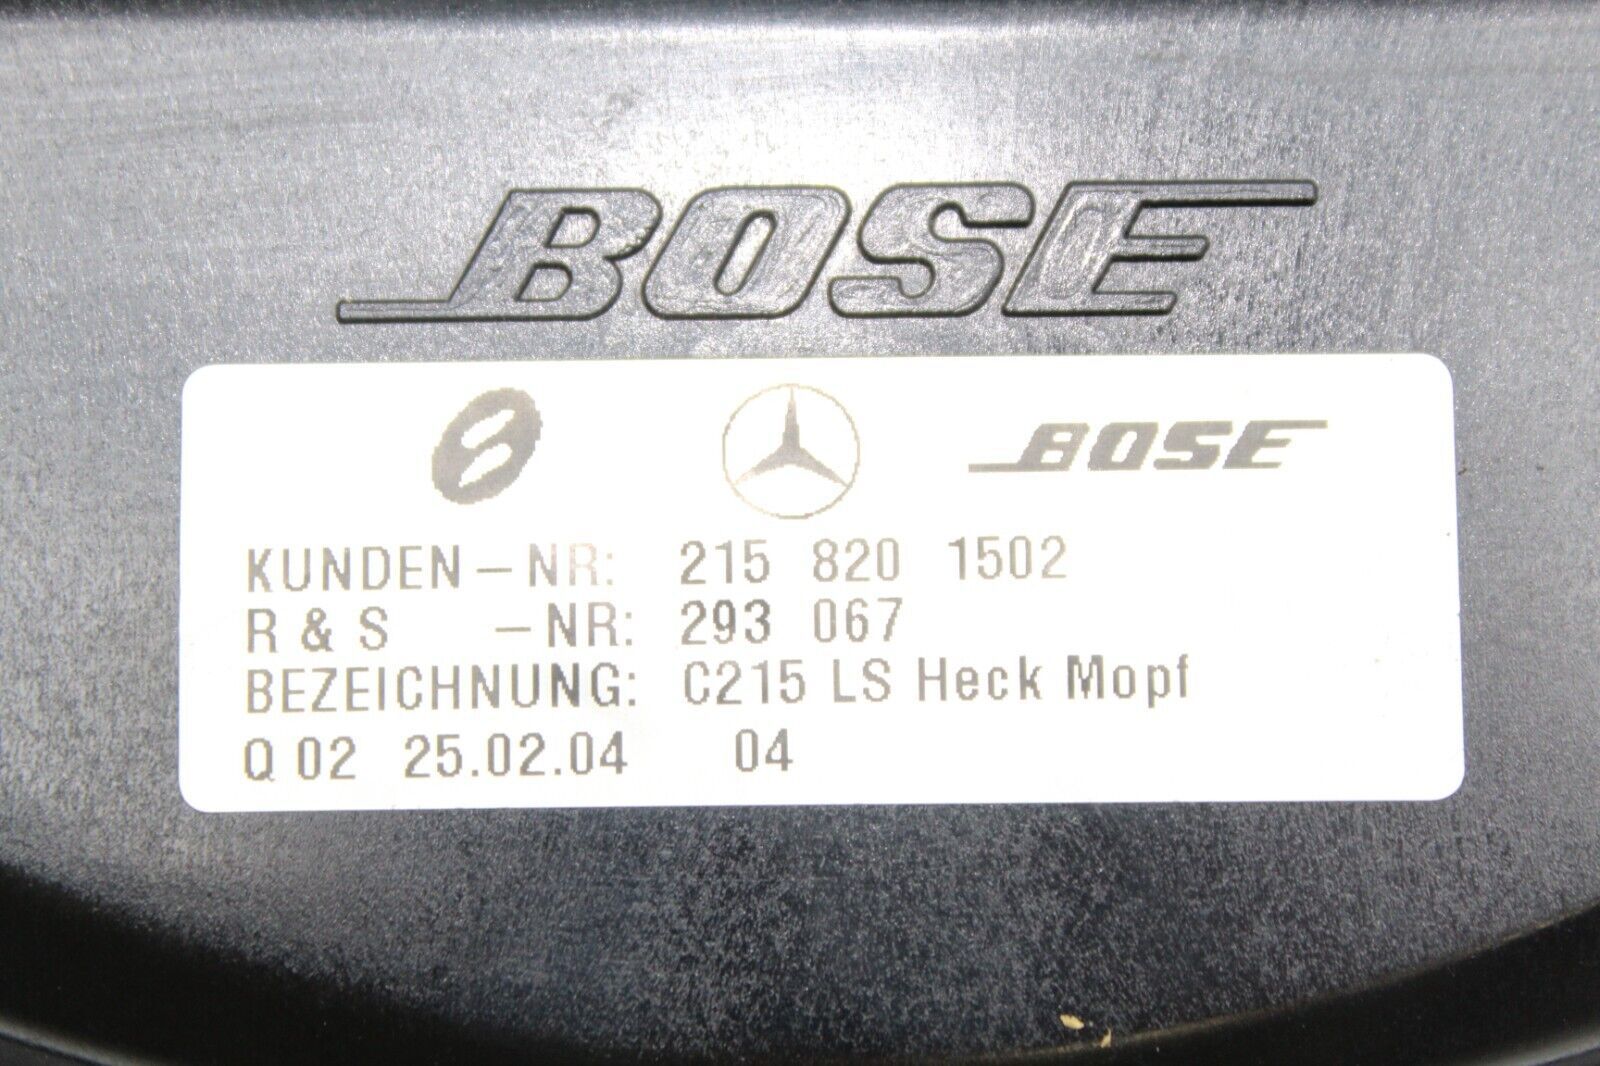 BOSE
BOSE
KUNDEN-NR: 215 820 1502
R & S -NR: 293 067
BEZEICHNUNG: C215 LS Heck Mopf
Q 02 25.02.04 04